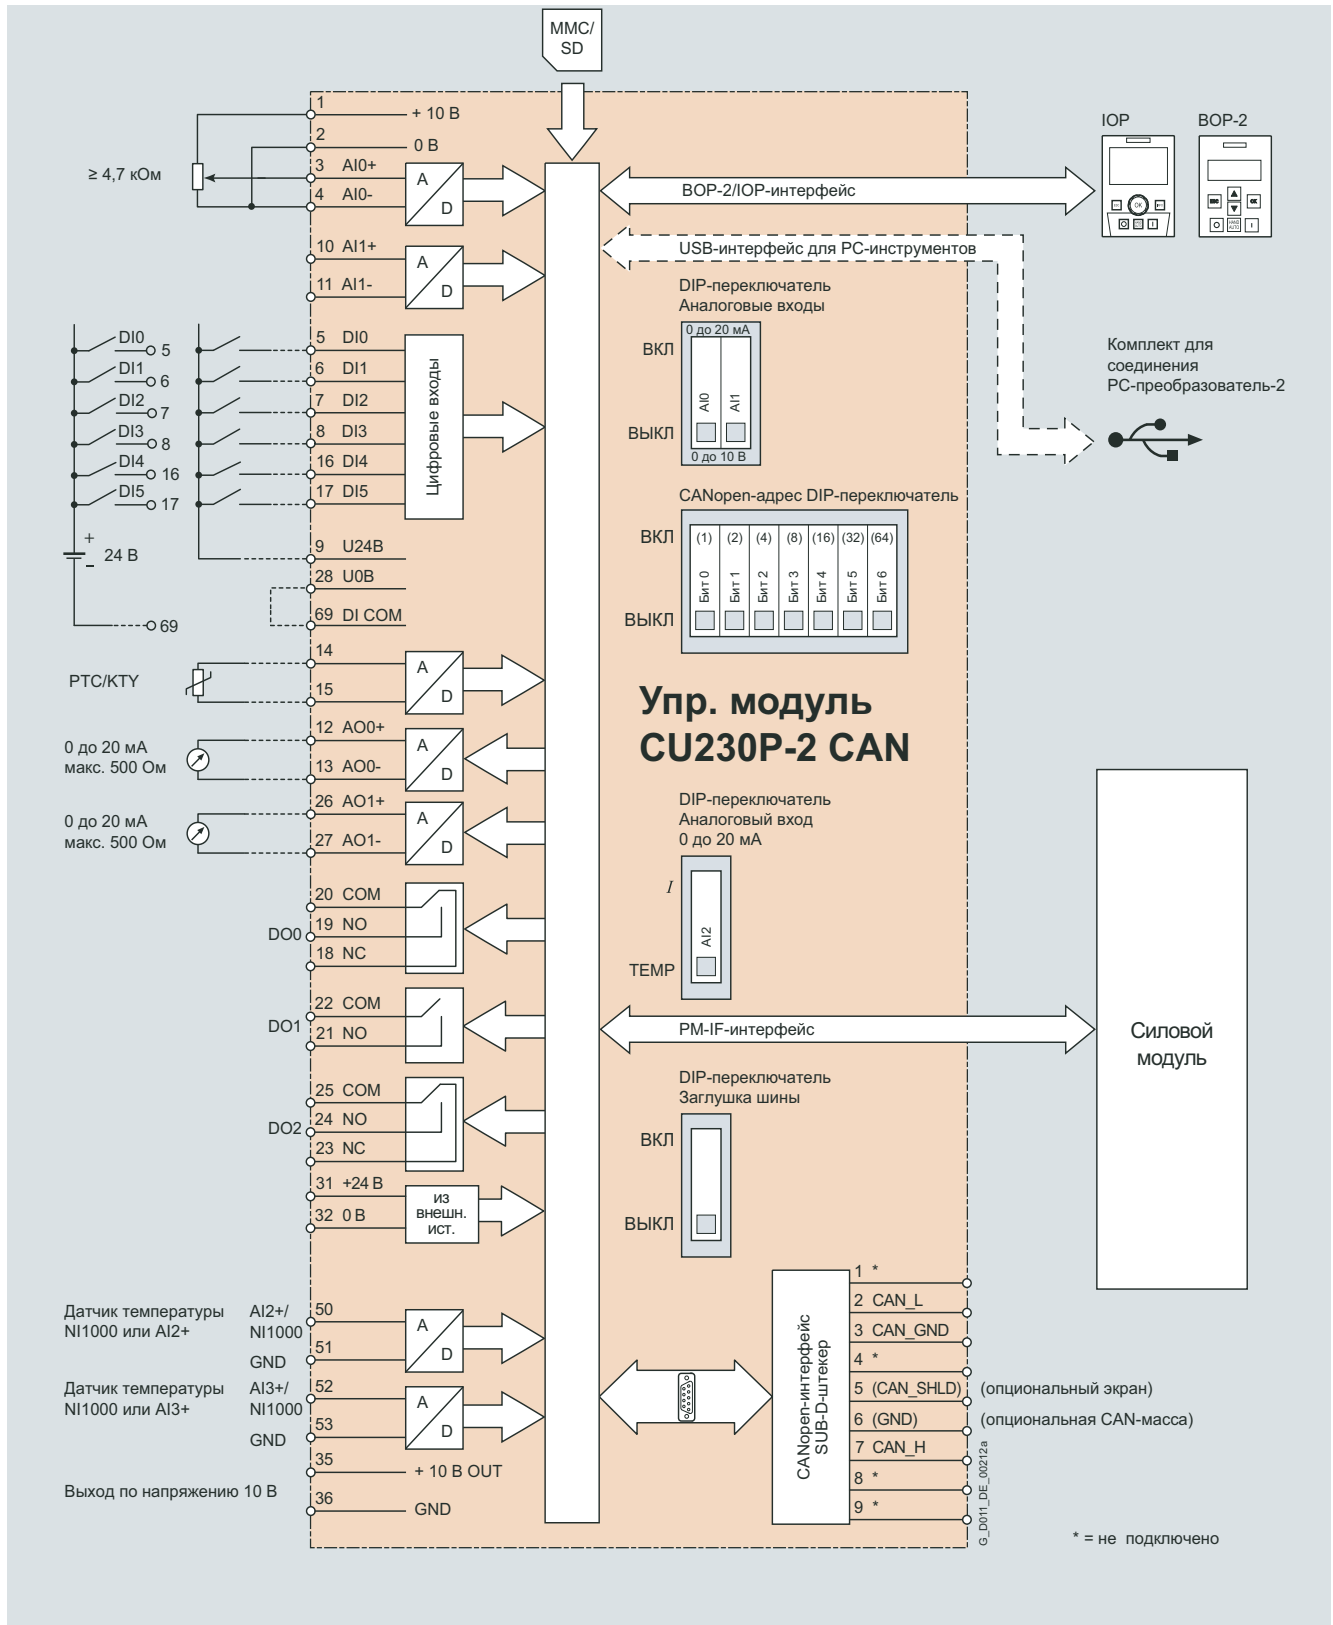 MMC/
SD
1
+ 10 В
2
0 В
≥ 4,7 кОм
3 AI0+
4 AI0-
A
D
10 AI1+
11 AI1-
A
D
DI0
5
DI1
6
DI2
7
DI3
8
DI4
16
DI5
17
+
24 В
-
69
5 DI0
6 DI1
7 DI2
8 DI3
16 DI4
17 DI5
Цифровые входы
9 U24В
28 U0В
69 DI COM
PTC/KTY
14
15
A
D
0 до 20 мА
макс. 500 Ом
12 AO0+
13 AO0-
A
D
0 до 20 мА
макс. 500 Ом
26 AO1+
27 AO1-
A
D
DO0
20 COM
19 NO
18 NC
DO1
22 COM
21 NO
DO2
25 COM
24 NO
23 NC
31 +24 В
32 0 В
из
внешн.
ист.
Датчик температуры
NI1000 или AI2+
AI2+/
NI1000
GND
50
51
A
D
Датчик температуры
NI1000 или AI3+
AI3+/
NI1000
GND
52
53
A
D
Выход по напряжению 10 В
35
+ 10 В OUT
36
GND
BOP-2/IOP-интерфейс
IOP
BOP-2
OK
ESC
OK
HAND
AUTO
USB-интерфейс для PC-инструментов
Комплект для
соединения
PC-преобразователь-2
DIP-переключатель
Аналоговые входы
0 до 20 мА
ВКЛ
AI0
AI1
ВЫКЛ
0 до 10 В
CANopen-адрес DIP-переключатель
ВКЛ
(1) (2) (4) (8) (16) (32) (64)
Бит 0
Бит 1
Бит 2
Бит 3
Бит 4
Бит 5
Бит 6
ВЫКЛ
Упр. модуль
CU230P-2 CAN
DIP-переключатель
Аналоговый вход
0 до 20 мА
I
AI2
TEMP
PM-IF-интерфейс
Силовой
модуль
DIP-переключатель
Заглушка шины
ВКЛ
ВЫКЛ
CANopen-интерфейс
SUB-D-штекер
1 *
2 CAN_L
3 CAN_GND
4 *
5 (CAN_SHLD)
(опциональный экран)
6 (GND)
(опциональная CAN-масса)
7 CAN_H
8 *
9 *
G_D011_DE_00212a
* = не подключено